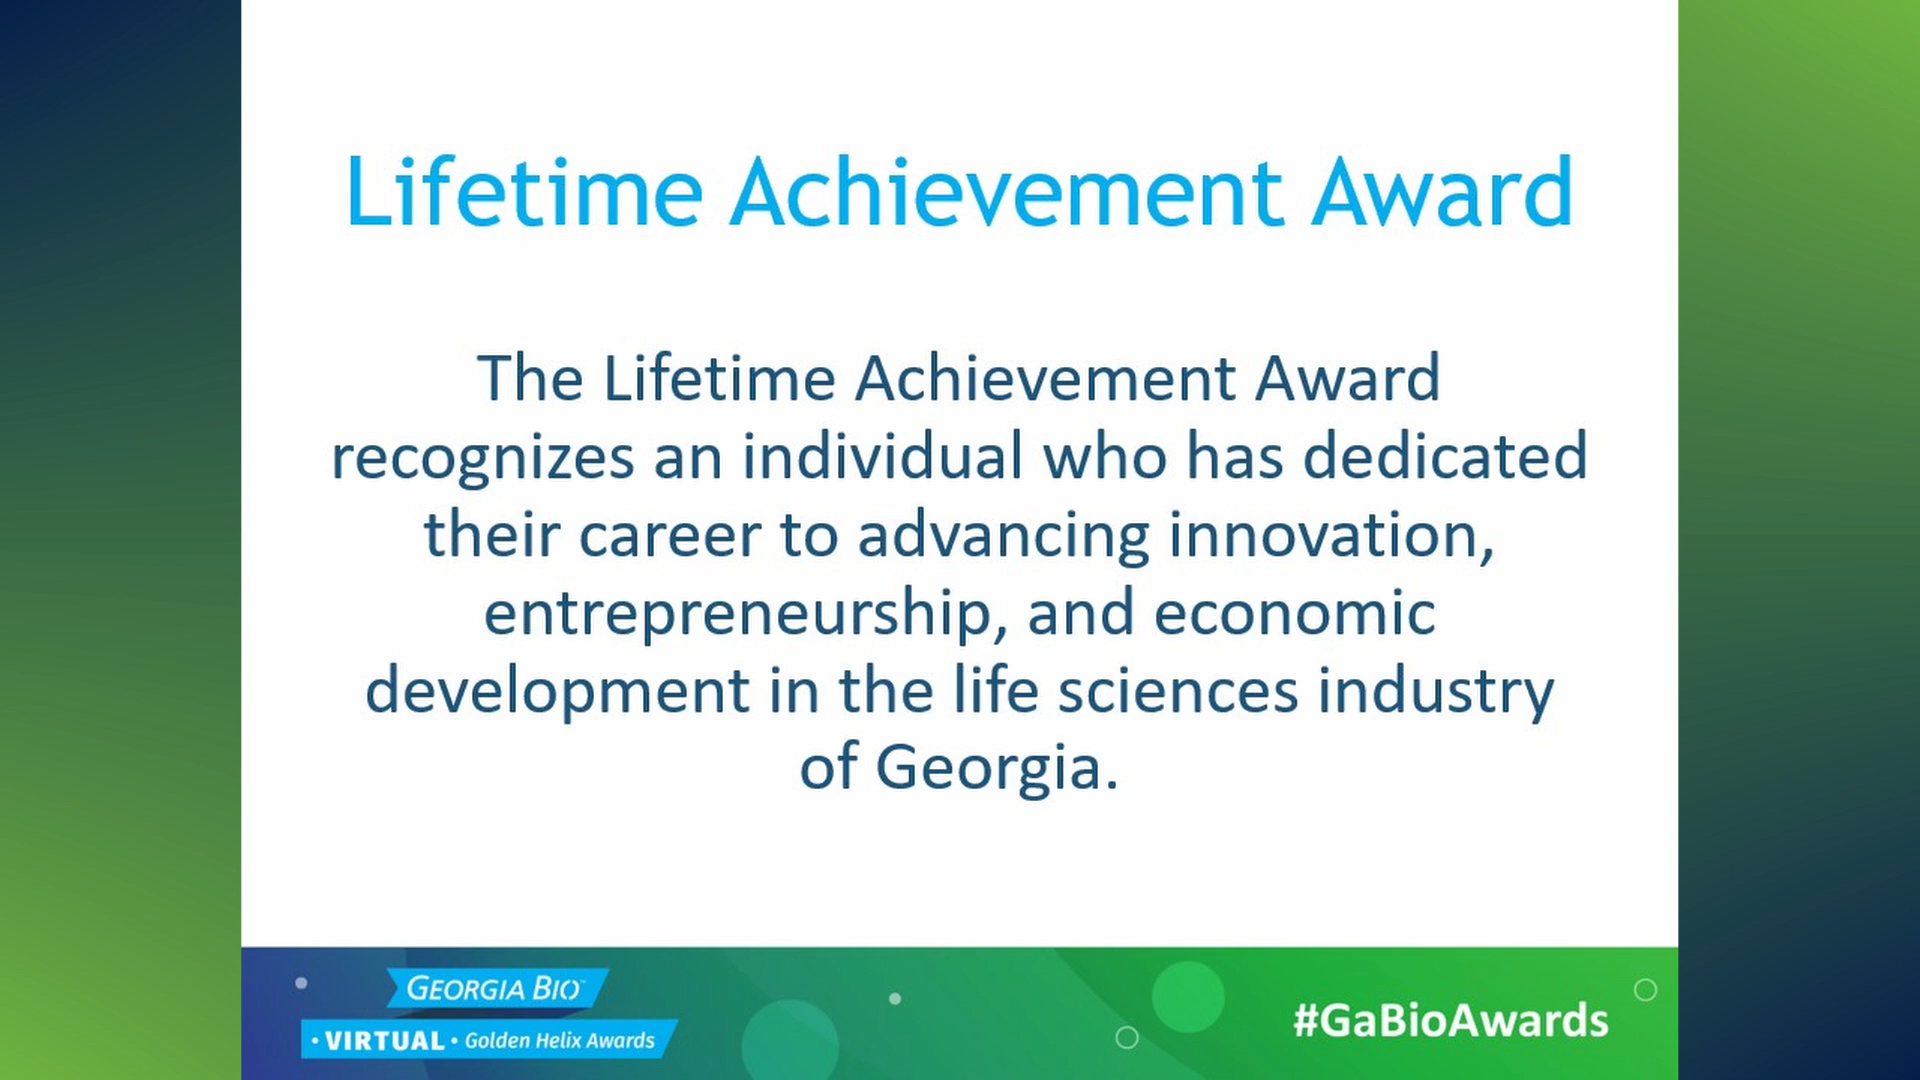 Lifetime Achievement Award
The Lifetime Achievement Award
recognizes an individual who has dedicated
their career to advancing innovation,
entrepreneurship, and economic
development in the life sciences industry
of Georgia.
GEORGIA BIO™
• VIRTUAL • Golden Helix Awards
#GaBioAwards